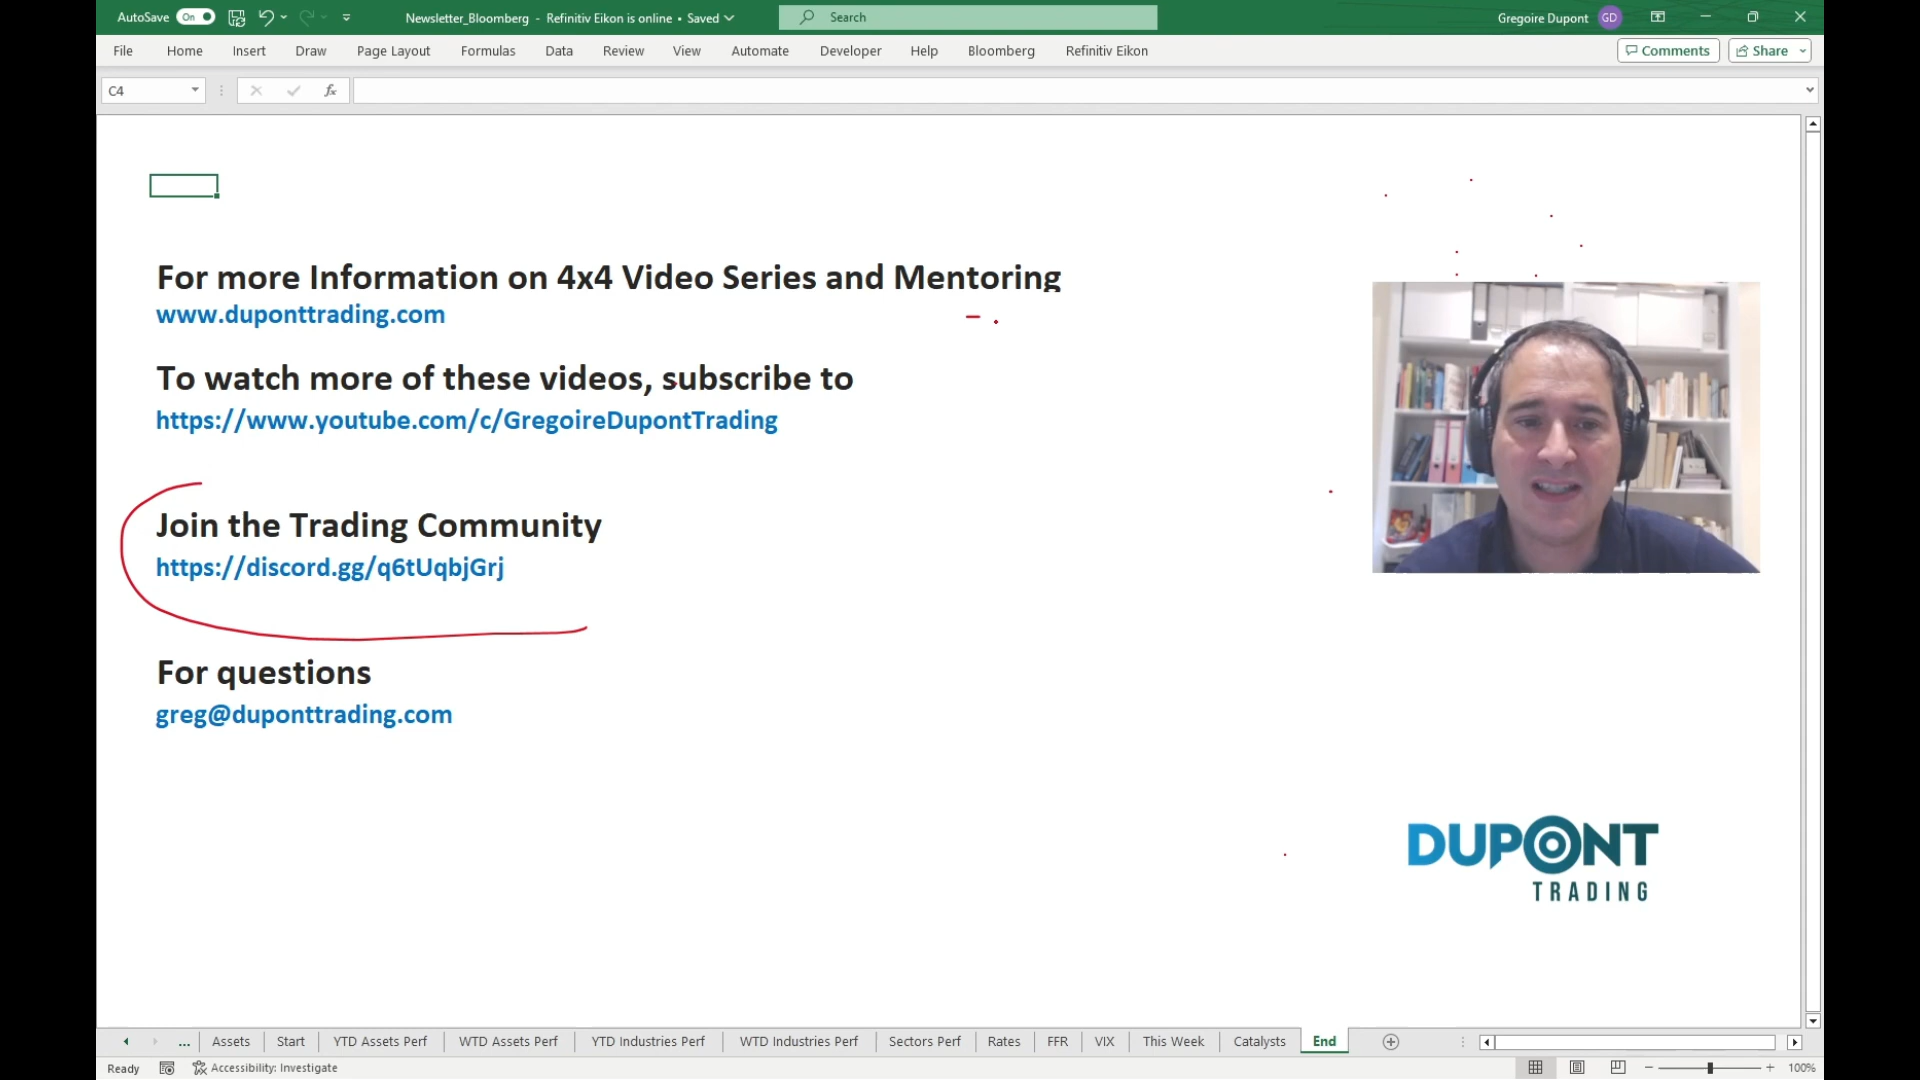 AutoSave On Newsletter_Bloomberg - Refinitiv Eikon is online • Saved Search Gregoire Dupont GD
File Home Insert Draw Page Layout Formulas Data Review View Automate Developer Help Bloomberg Refinitiv Eikon Comments Share
C4 fx
For more Information on 4x4 Video Series and Mentoring
www.duponttrading.com
To watch more of these videos, subscribe to
https://www.youtube.com/c/GregoireDupontTrading
Join the Trading Community
https://discord.gg/q6tUqbjGrj
For questions
greg@duponttrading.com
DUPONT
TRADING
... Assets Start YTD Assets Perf WTD Assets Perf YTD Industries Perf WTD Industries Perf Sectors Perf Rates FFR VIX This Week Catalysts End
Ready Accessibility: Investigate 100%